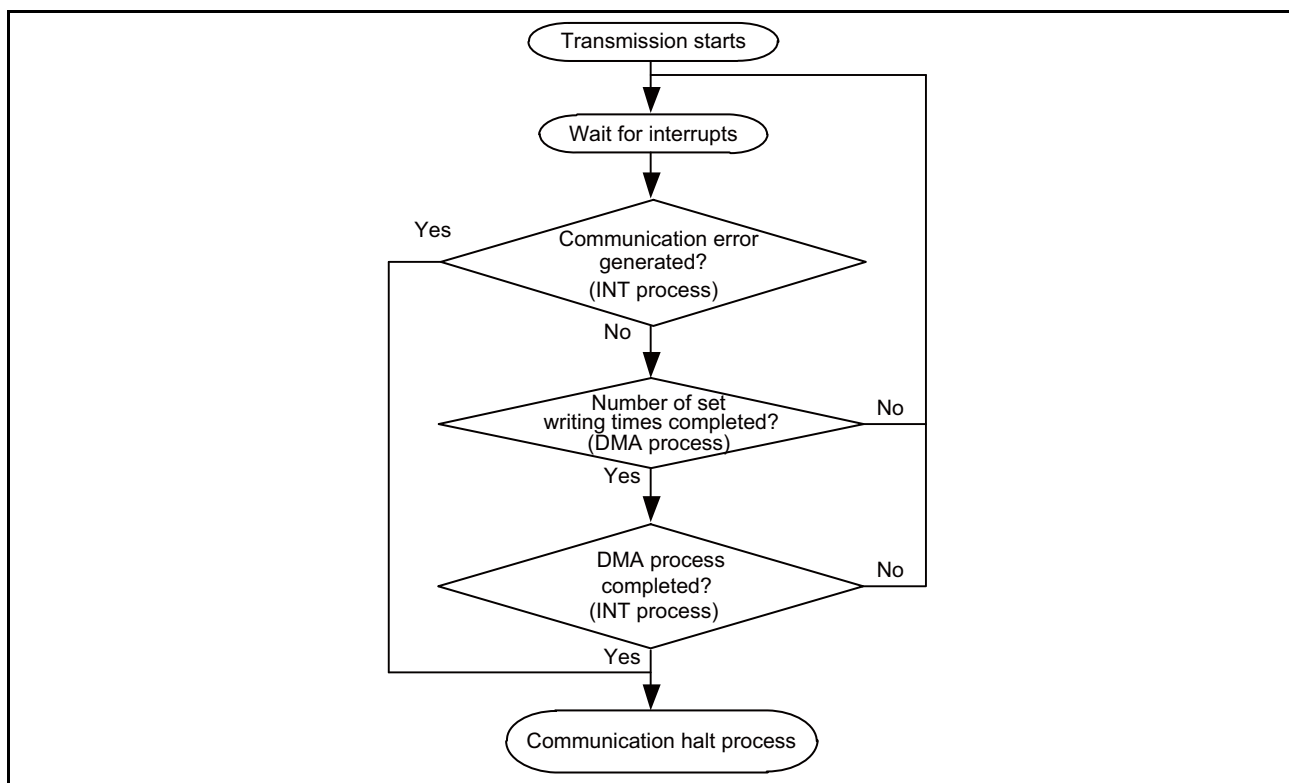 Transmission starts
Wait for interrupts
Yes
Communication error
generated?
(INT process)
No
Number of set
writing times completed?
(DMA process)
No
Yes
DMA process
completed?
(INT process)
No
Yes
Communication halt process